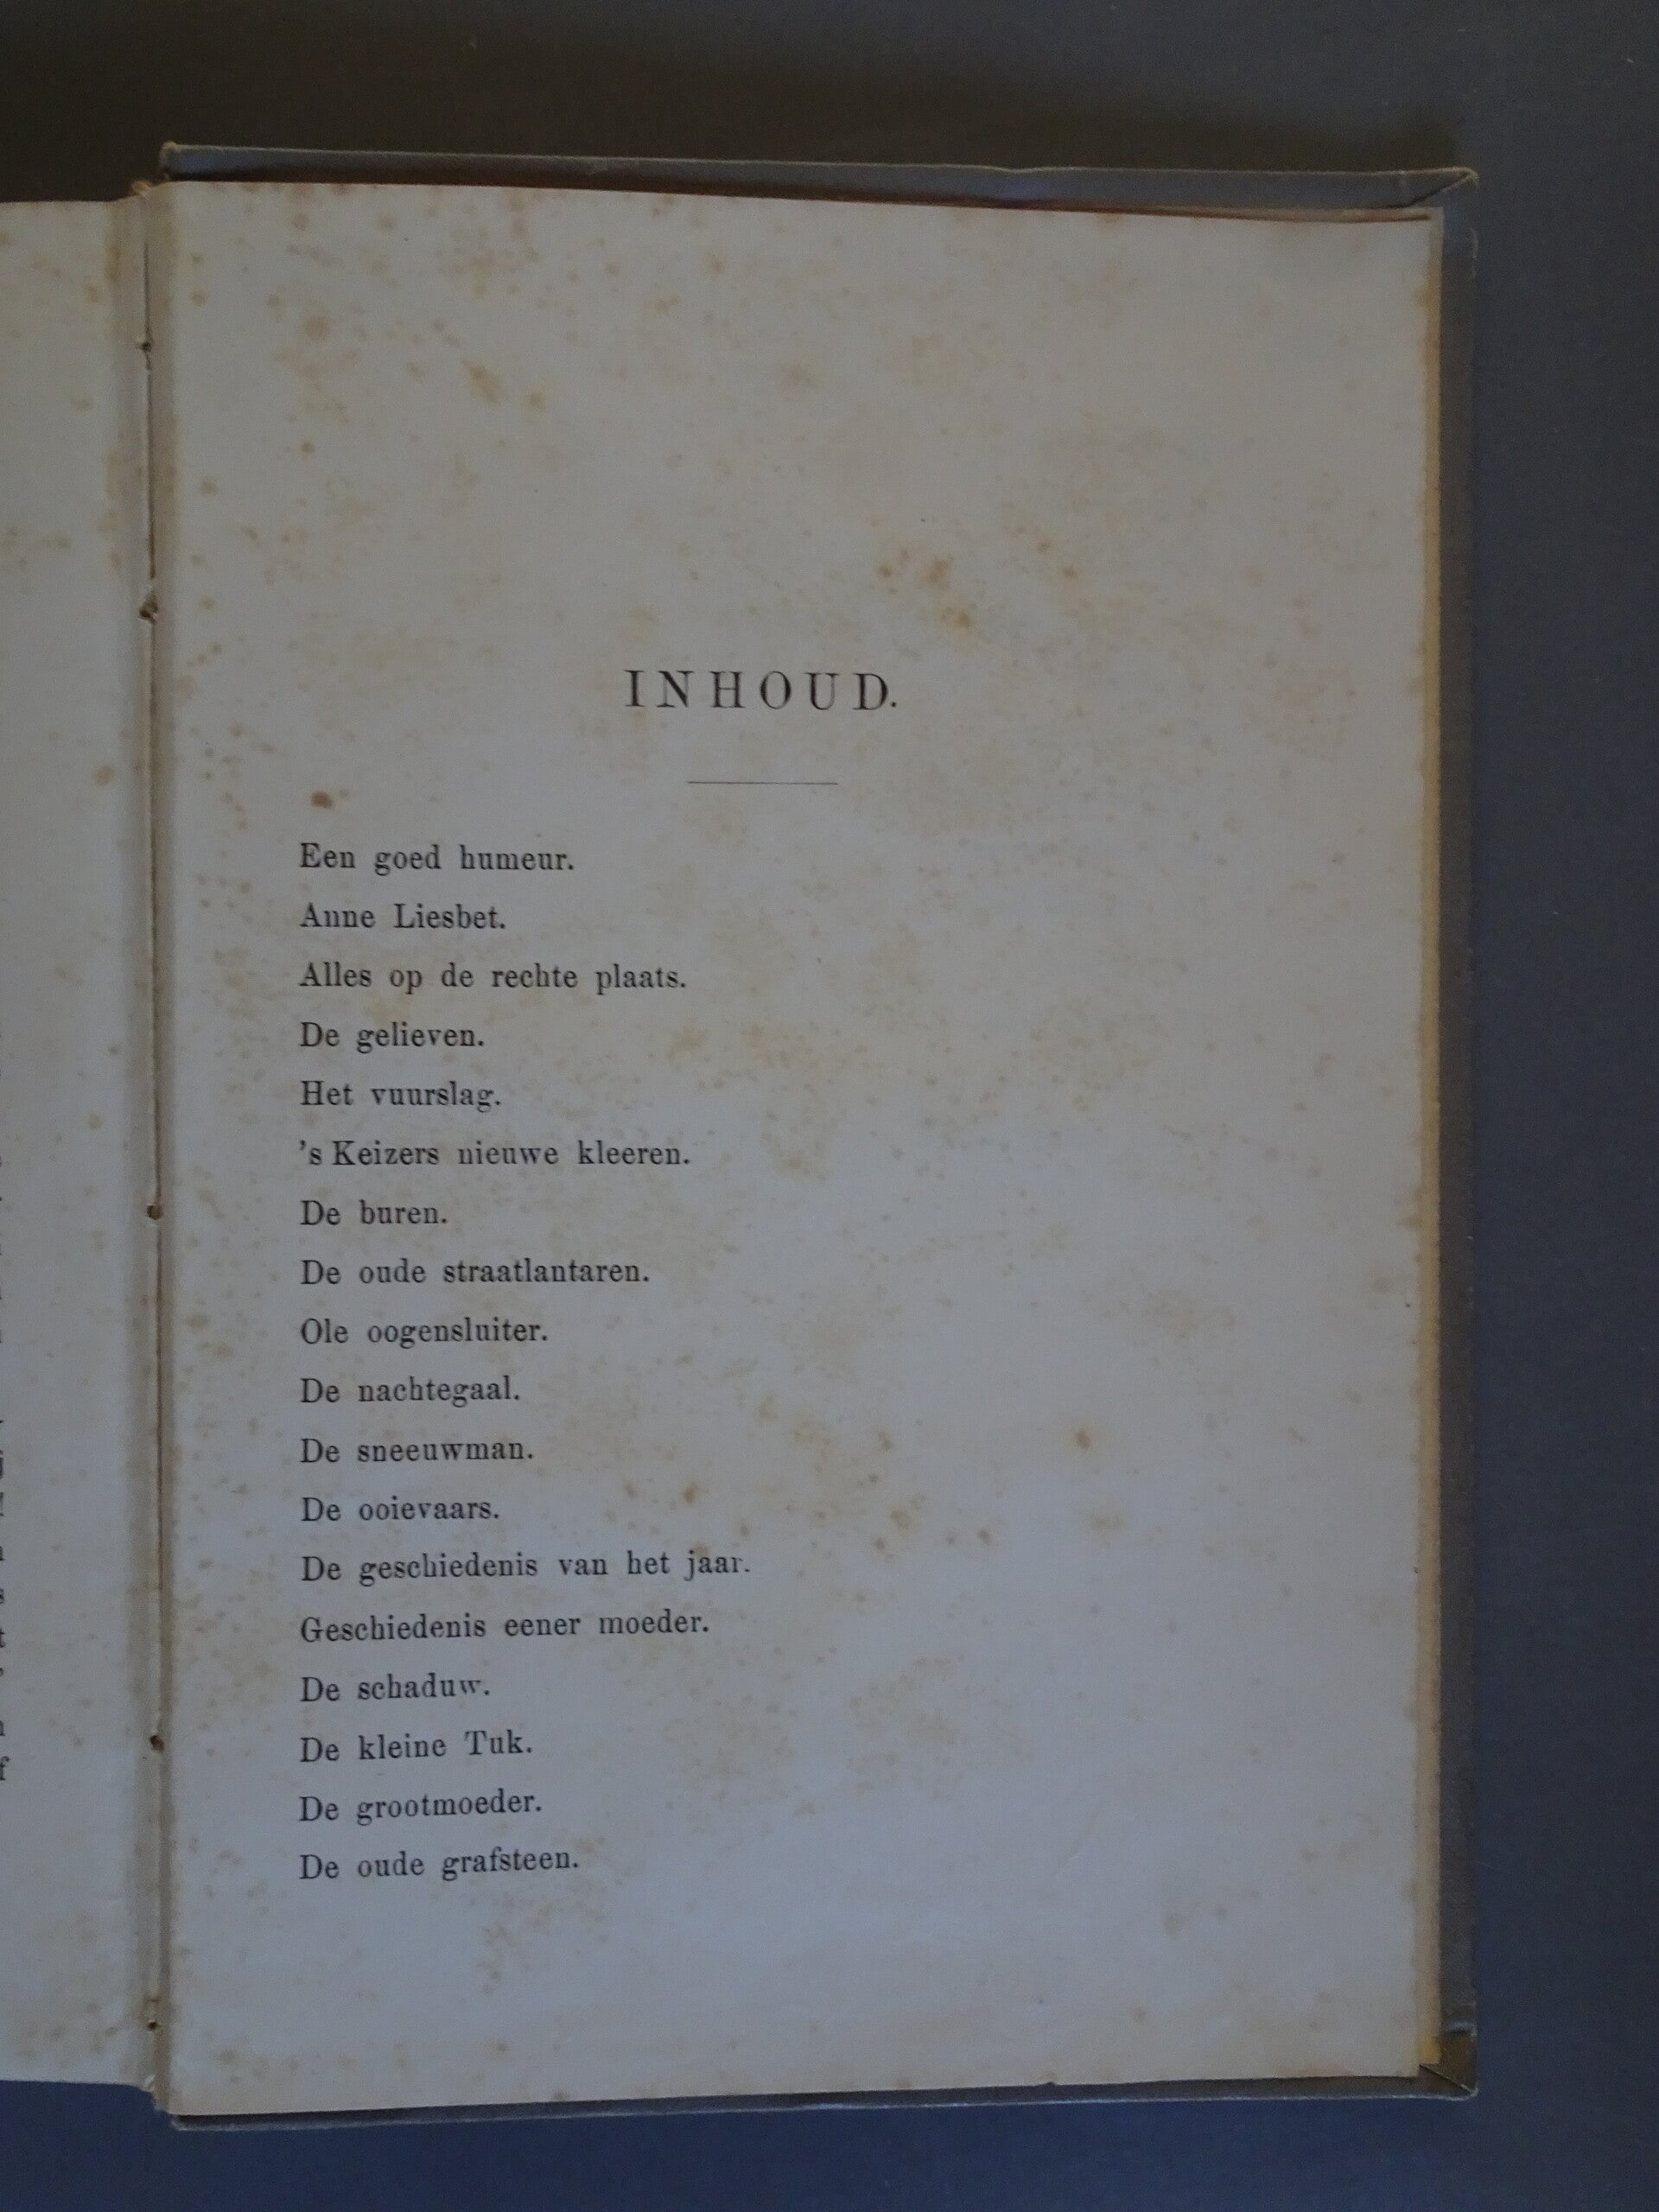 INHOUD.
Een goed humeur.
Anne Liesbet.
Alles op de rechte plaats.
De gelieven.
Het vuurslag.
's Keizers nieuwe kleeren.
De buren.
De oude straatlantaren.
Ole oogensluiter.
De nachtegaal.
De sneeuwman.
De ooievaars.
De geschiedenis van het jaar.
Geschiedenis eener moeder.
De schaduw.
De kleine Tuk.
De grootmoeder.
De oude grafsteen.